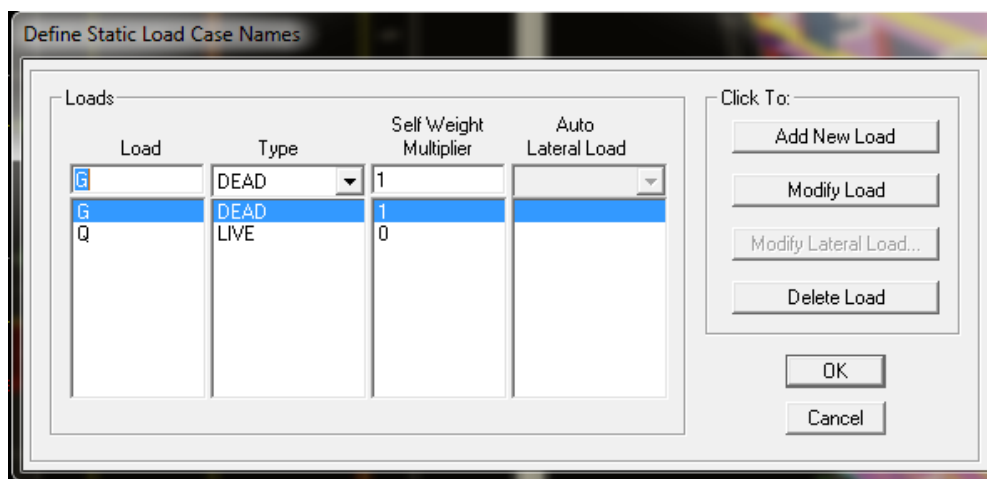 Define Static Load Case Names
Loads
Load Type Self Weight Multiplier Auto Lateral Load
G DEAD 1
G DEAD 1
Q LIVE 0
Click To:
Add New Load
Modify Load
Modify Lateral Load...
Delete Load
OK
Cancel